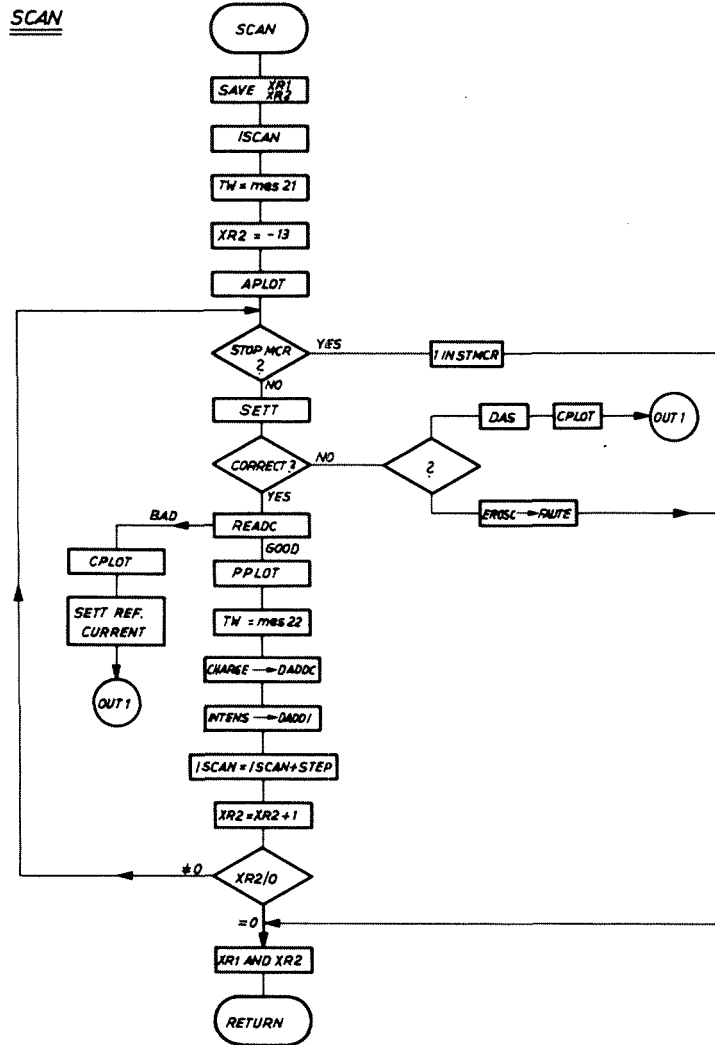 SCAN
SCAN
SAVE XR1
XR2
ISCAN
TW = mes 21
XR2 = -13
APLOT
STOP MCR
?
YES
1 IN STMCR
NO
SETT
DAS
CPLOT
OUT 1
CORRECT ?
NO
?
YES
EROSC → FAUTE
BAD
READC
GOOD
CPLOT
PPLOT
SETT REF.
CURRENT
TW = mes 22
CHARGE → DADDC
OUT 1
INTENS → DADDI
ISCAN = ISCAN + STEP
XR2 = XR2 + 1
≠0
XR2/0
=0
XR1 AND XR2
RETURN